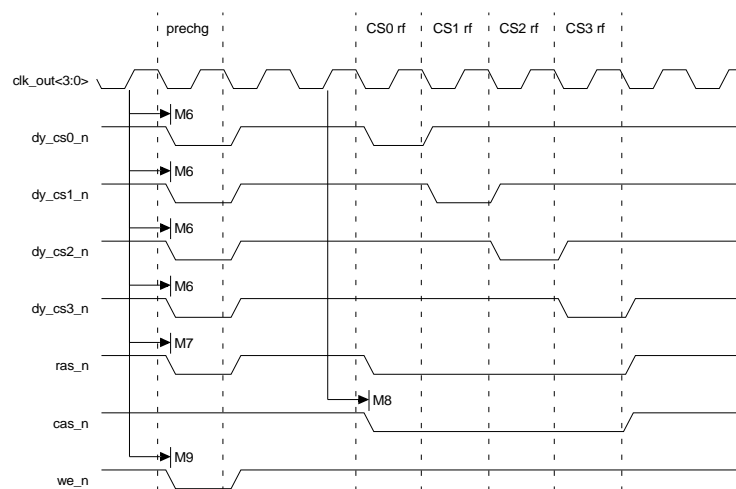 prechg CS0 rf CS1 rf CS2 rf CS3 rf
clk_out<3:0>
M6
dy_cs0_n
M6
dy_cs1_n
M6
dy_cs2_n
M6
dy_cs3_n
M7
ras_n
M8
cas_n
M9
we_n